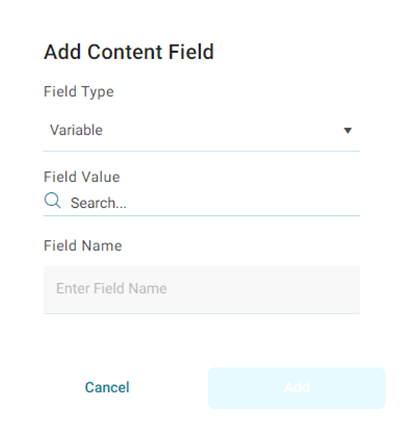 Add Content Field
Field Type
Variable
Field Value
Search...
Field Name
Enter Field Name
Cancel Add